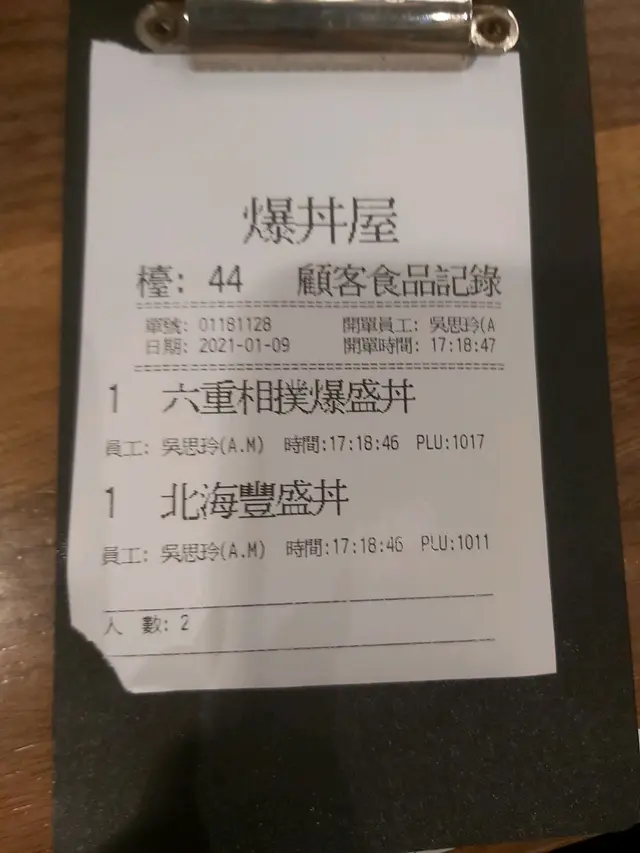 爆丼屋
檯: 44 顧客食品記錄
單號: 01181128 開單員工: 吳思玲(A
日期: 2021-01-09 開單時間: 17:18:47
1 六重相撲爆盛丼
員工: 吳思玲(A.M) 時間:17:18:46 PLU:1017
1 北海豐盛丼
員工: 吳思玲(A.M) 時間:17:18:46 PLU:1011
人 數: 2